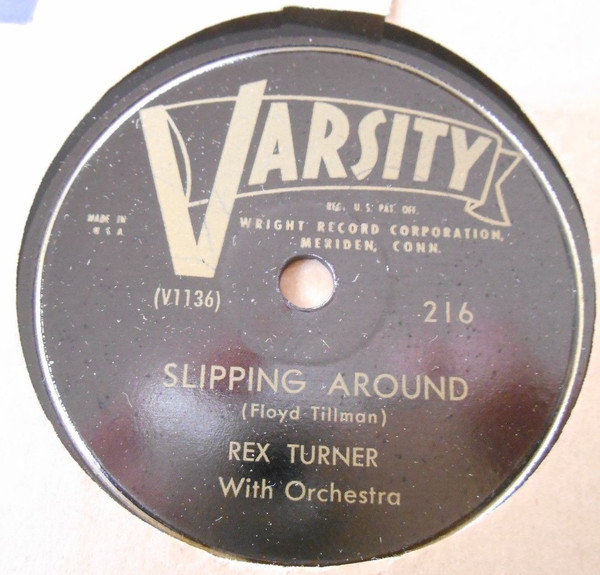 VARSITY
REG. U.S. PAT. OFF.
MADE IN
U.S.A.
WRIGHT RECORD CORPORATION,
MERIDEN, CONN.
(V1136)
216
SLIPPING AROUND
(Floyd Tillman)
REX TURNER
With Orchestra